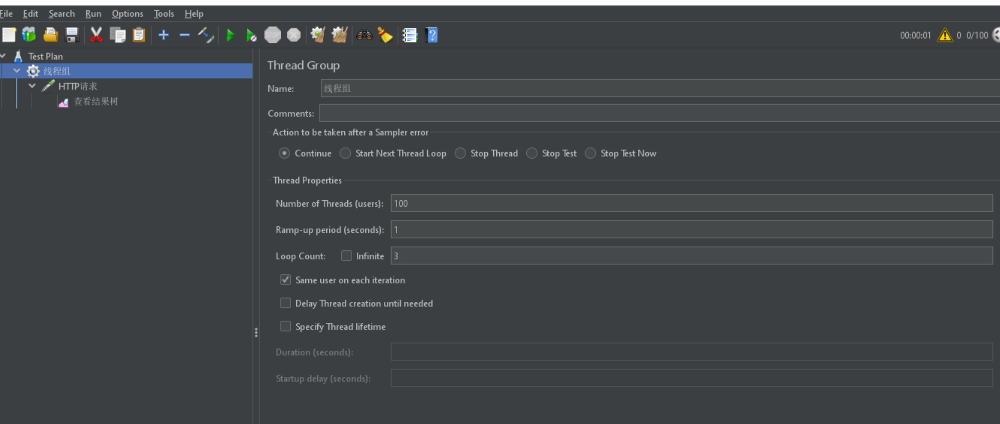 File Edit Search Run Options Tools Help
STOP
00:00:01 0 0/100
Test Plan
线程组
HTTP请求
查看结果树
Thread Group
Name: 线程组
Comments:
Action to be taken after a Sampler error
Continue Start Next Thread Loop Stop Thread Stop Test Stop Test Now
Thread Properties
Number of Threads (users): 100
Ramp-up period (seconds): 1
Loop Count: Infinite 3
Same user on each iteration
Delay Thread creation until needed
Specify Thread lifetime
Duration (seconds):
Startup delay (seconds):